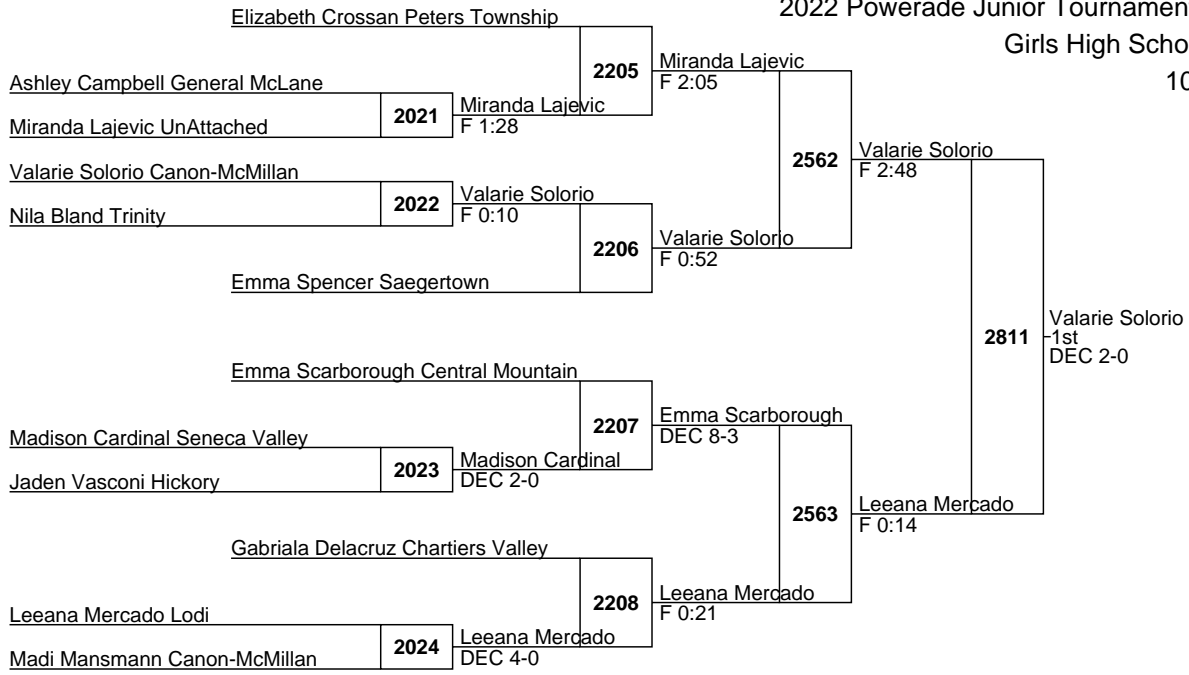 2022 Powerade Junior Tournamen
Girls High Scho
10
Elizabeth Crossan Peters Township
2205
Miranda Lajevic
F 2:05
Ashley Campbell General McLane
2021
Miranda Lajevic
F 1:28
Miranda Lajevic UnAttached
2562
Valarie Solorio
F 2:48
Valarie Solorio Canon-McMillan
2022
Valarie Solorio
F 0:10
Nila Bland Trinity
2206
Valarie Solorio
F 0:52
Emma Spencer Saegertown
2811
Valarie Solorio
1st
DEC 2-0
Emma Scarborough Central Mountain
2207
Emma Scarborough
DEC 8-3
Madison Cardinal Seneca Valley
2023
Madison Cardinal
DEC 2-0
Jaden Vasconi Hickory
2563
Leeana Mercado
F 0:14
Gabriala Delacruz Chartiers Valley
2208
Leeana Mercado
F 0:21
Leeana Mercado Lodi
2024
Leeana Mercado
DEC 4-0
Madi Mansmann Canon-McMillan